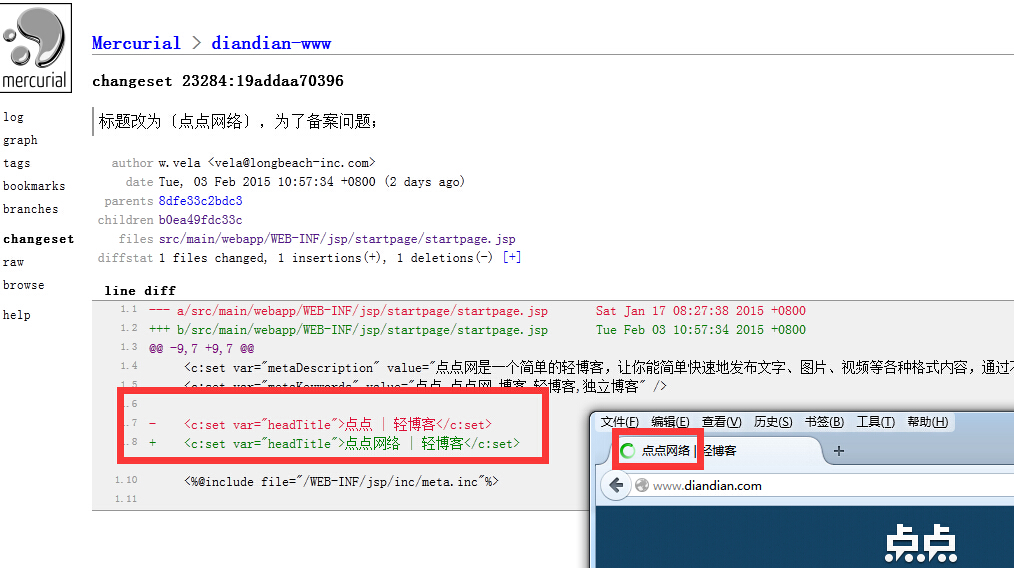 mercurial
Mercurial > diandian-www
changeset 23284:19addaa70396
标题改为〔点点网络〕，为了备案问题；
log
graph
tags
bookmarks
branches
changeset
raw
browse
help
author w.vela <vela@longbeach-inc.com>
date Tue, 03 Feb 2015 10:57:34 +0800 (2 days ago)
parents 8dfe33c2bdc3
children b0ea49fdc33c
files src/main/webapp/WEB-INF/jsp/startpage/startpage.jsp
diffstat 1 files changed, 1 insertions(+), 1 deletions(-) [+]
line diff
1.1 --- a/src/main/webapp/WEB-INF/jsp/startpage/startpage.jsp Sat Jan 17 08:27:38 2015 +0800
1.2 +++ b/src/main/webapp/WEB-INF/jsp/startpage/startpage.jsp Tue Feb 03 10:57:34 2015 +0800
1.3 @@ -9,7 +9,7 @@
1.4 <c:set var="metaDescription" value="点点网是一个简单的轻博客，让你能简单快速地发布文字、图片、视频等各种格式内容，通过
1.5 <c:set var="metaKeywords" value="点点,点点网,博客,轻博客,独立博客" />
1.6
1.7 - <c:set var="headTitle">点点 | 轻博客</c:set>
1.8 + <c:set var="headTitle">点点网络 | 轻博客</c:set>
1.10 <%@include file="/WEB-INF/jsp/inc/meta.inc"%>
1.11
文件(F) 编辑(E) 查看(V) 历史(S) 书签(B) 工具(T) 帮助(H)
点点网络 | 轻博客 +
www.diandian.com
点点